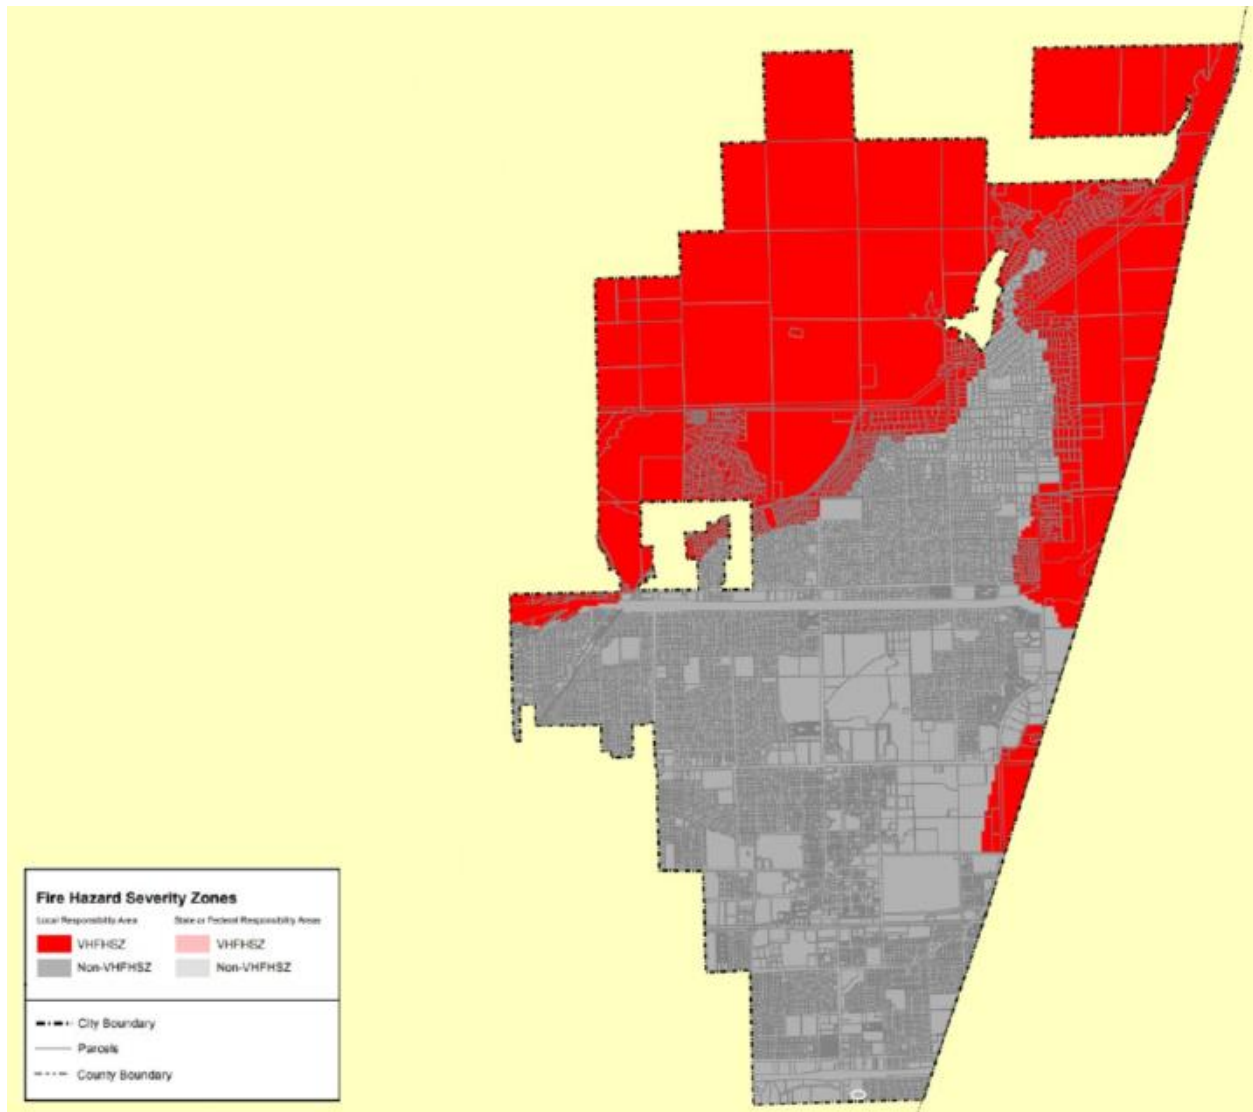 Fire Hazard Severity Zones
Local Responsibility Area
State or Federal Responsibility Areas
VHFHSZ
VHFHSZ
Non-VHFHSZ
Non-VHFHSZ
City Boundary
Parcels
County Boundary